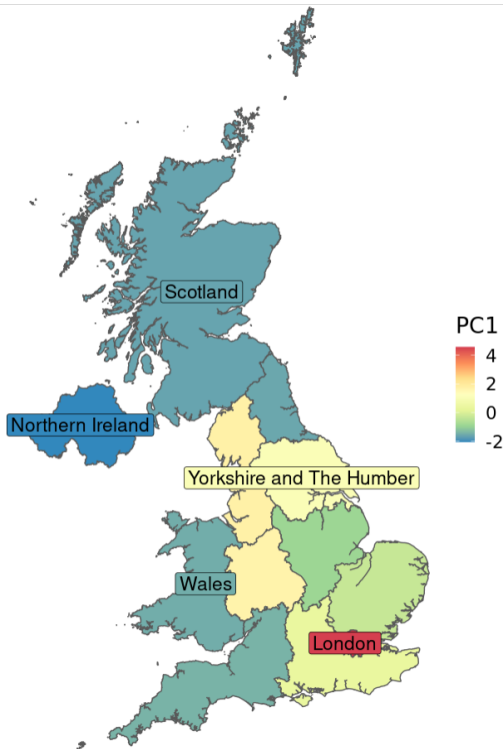 Scotland
PC1
4
2
0
-2
Northern Ireland
Yorkshire and The Humber
Wales
London